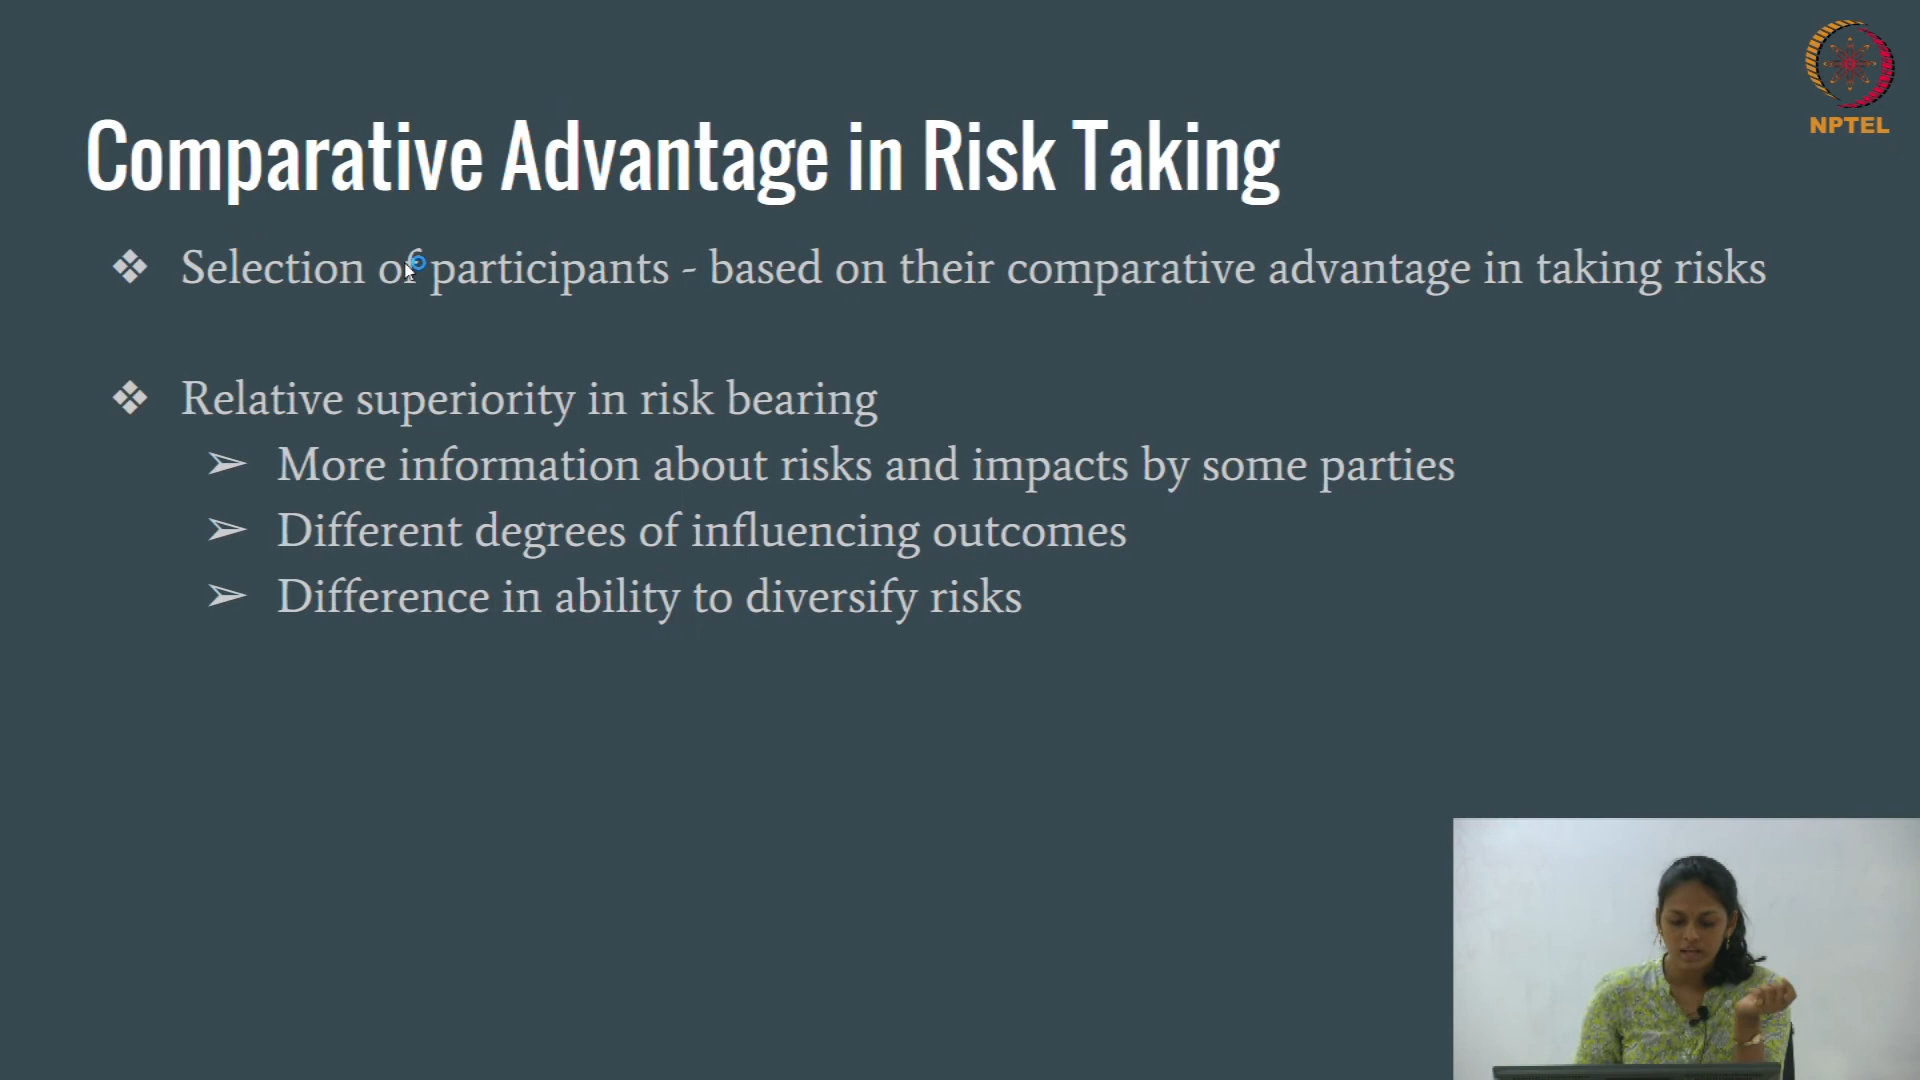 NPTEL
Comparative Advantage in Risk Taking
Selection of participants - based on their comparative advantage in taking risks
Relative superiority in risk bearing
More information about risks and impacts by some parties
Different degrees of influencing outcomes
Difference in ability to diversify risks